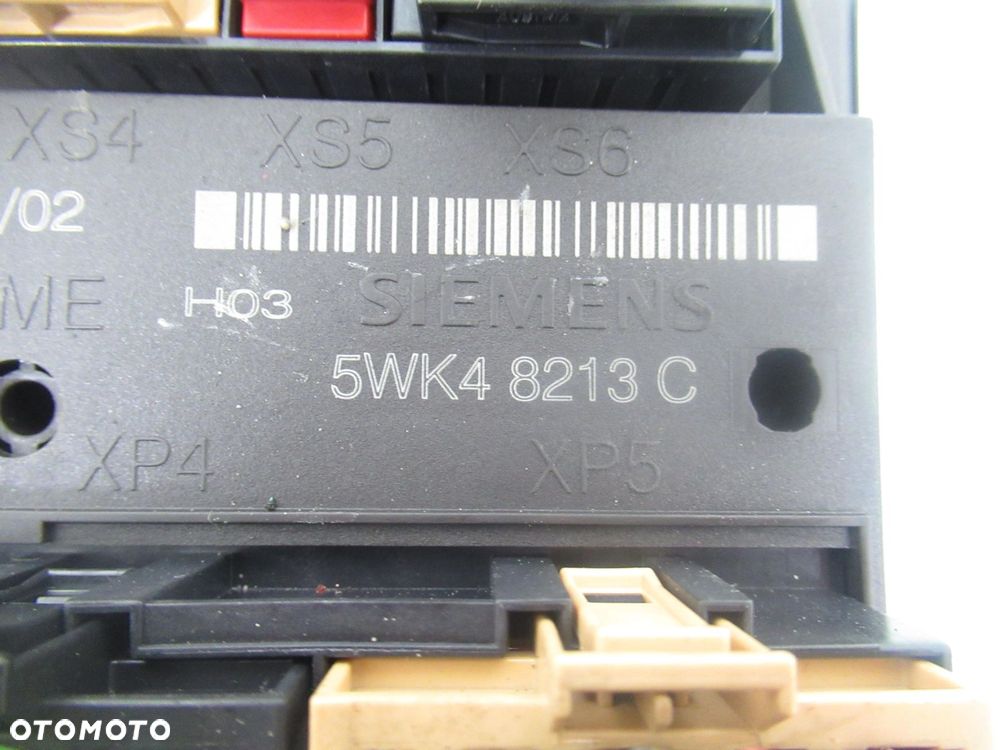 XS4 XS5 XS6
/02
ME H03 SIEMENS
5WK4 8213 C
XP4 XP5
OTOMOTO